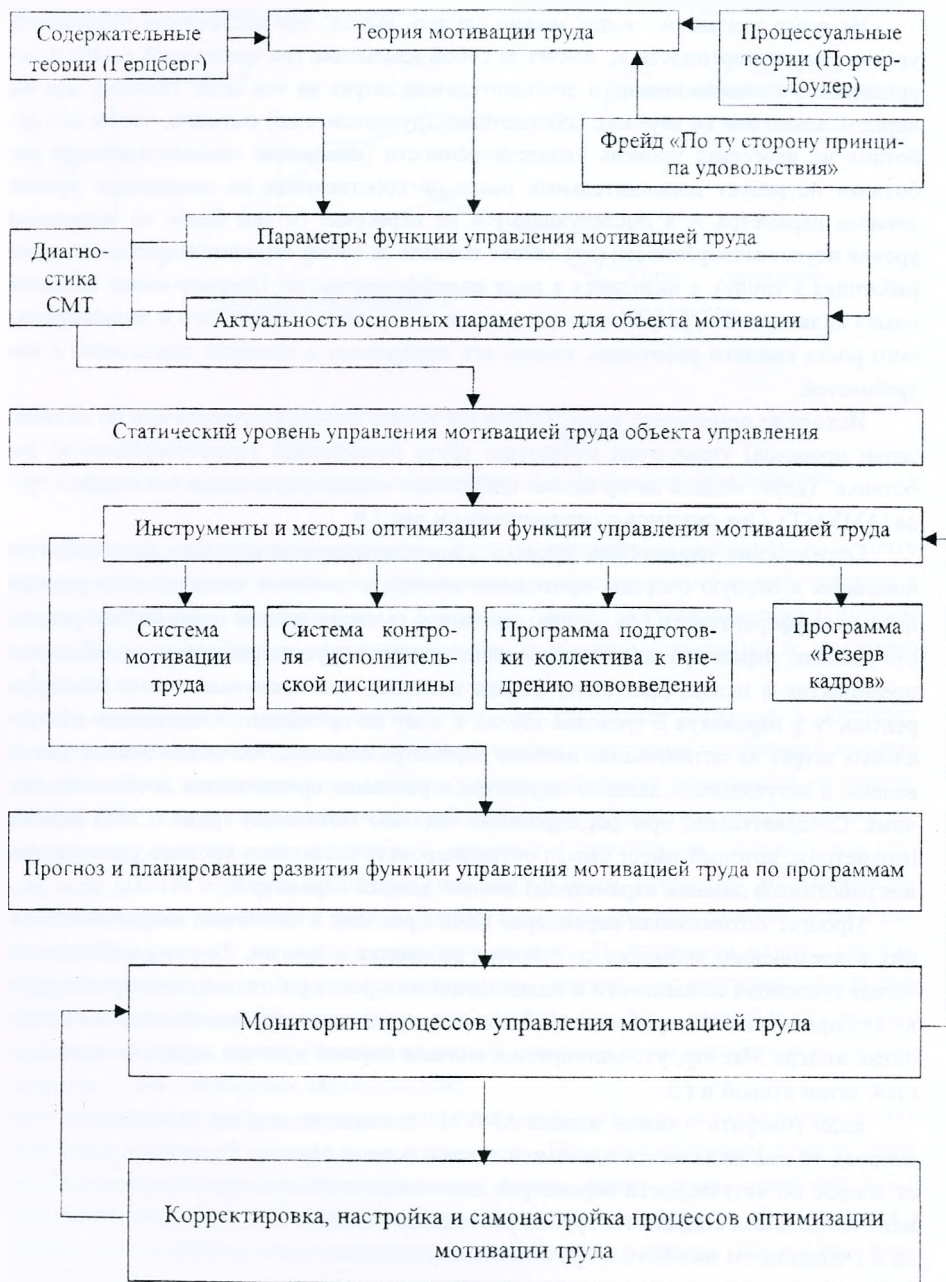 Содержательные
теории (Герцберг)
Теория мотивации труда
Процессуальные
теории (Портер-
Лоулер)
Фрейд «По ту сторону принци-
па удовольствия»
Параметры функции управления мотивацией труда
Диагно-
стика
СМТ
Актуальность основных параметров для объекта мотивации
Статический уровень управления мотивацией труда объекта управления
Инструменты и методы оптимизации функции управления мотивацией труда
Система
мотивации
труда
Система контро-
ля исполнитель-
ской дисциплины
Программа подготов-
ки коллектива к вне-
дрению нововведений
Программа
«Резерв
кадров»
Прогноз и планирование развития функции управления мотивацией труда по программам
Мониторинг процессов управления мотивацией труда
Корректировка, настройка и самонастройка процессов оптимизации
мотивации труда